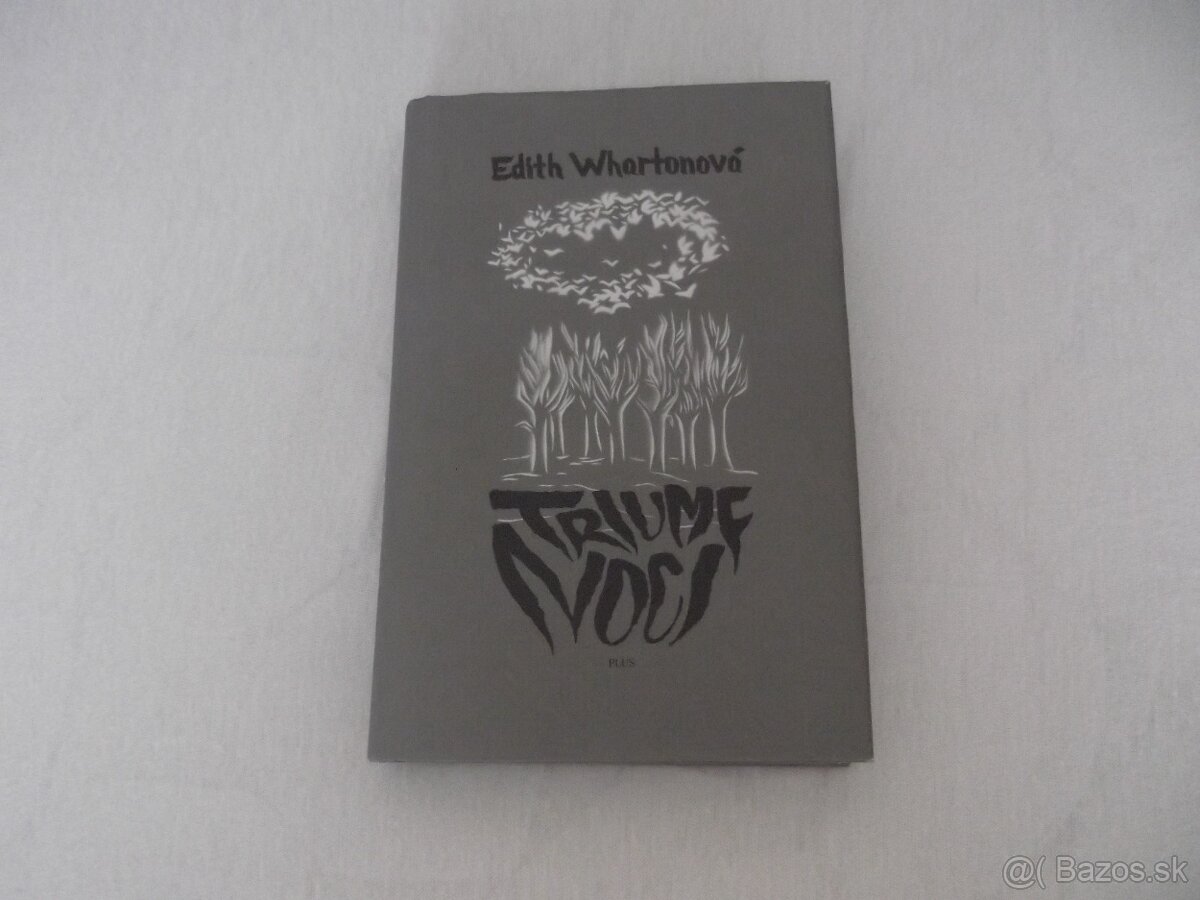 Edith Whartonová
TRIUMF
NOCI
PLUS
@( Bazos.sk